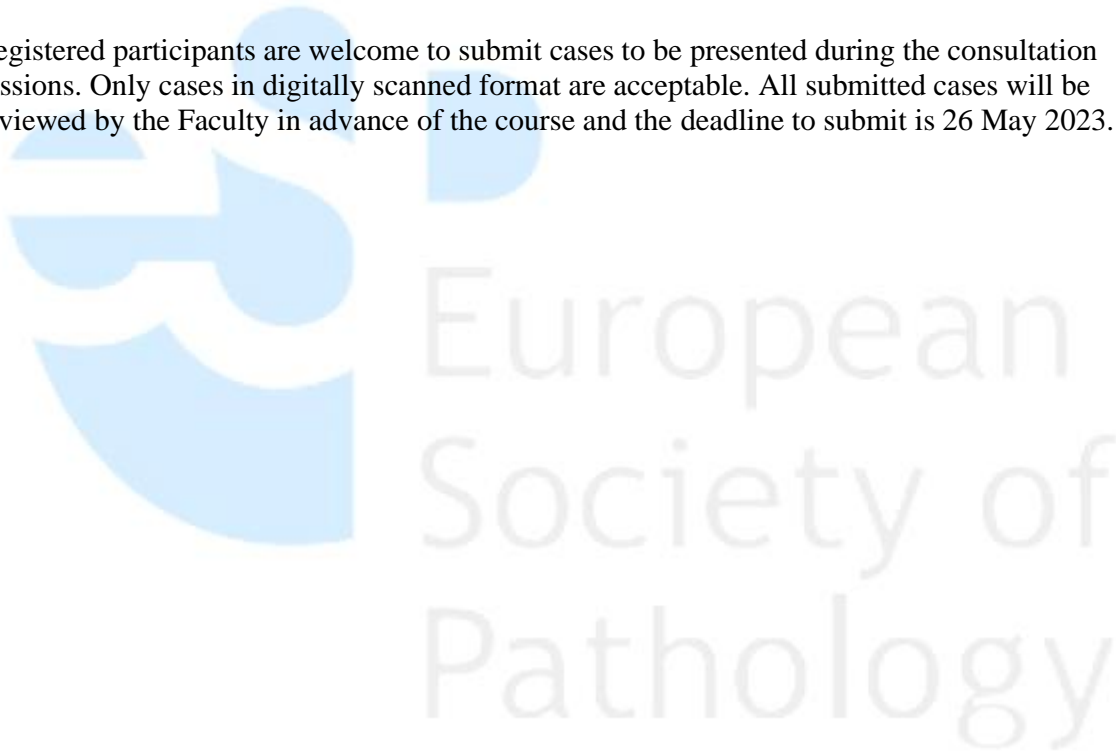 egistered participants are welcome to submit cases to be presented during the consultation
ssions. Only cases in digitally scanned format are acceptable. All submitted cases will be
viewed by the Faculty in advance of the course and the deadline to submit is 26 May 2023.
esp
European
Society of
Pathology